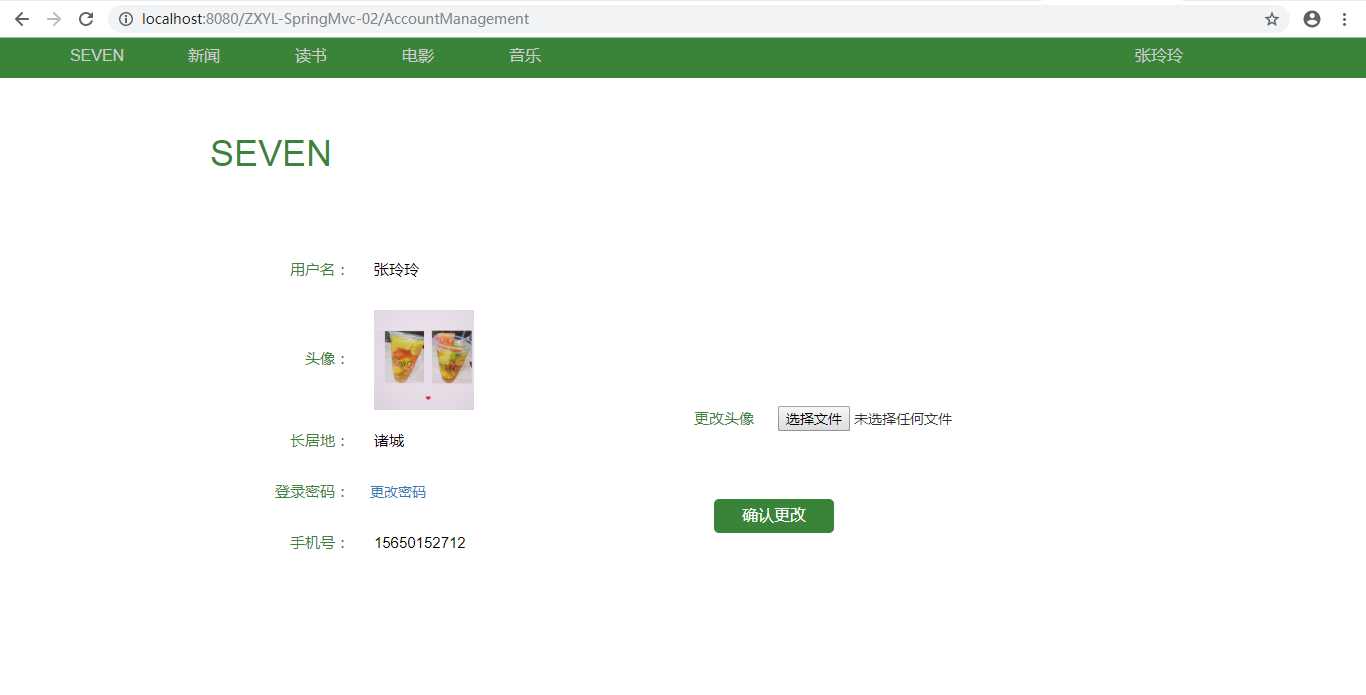 localhost:8080/ZXYL-SpringMvc-02/AccountManagement
SEVEN 新闻 读书 电影 音乐 张玲玲
SEVEN
用户名： 张玲玲
头像：
更改头像 选择文件 未选择任何文件
长居地： 诸城
登录密码： 更改密码
确认更改
手机号： 15650152712